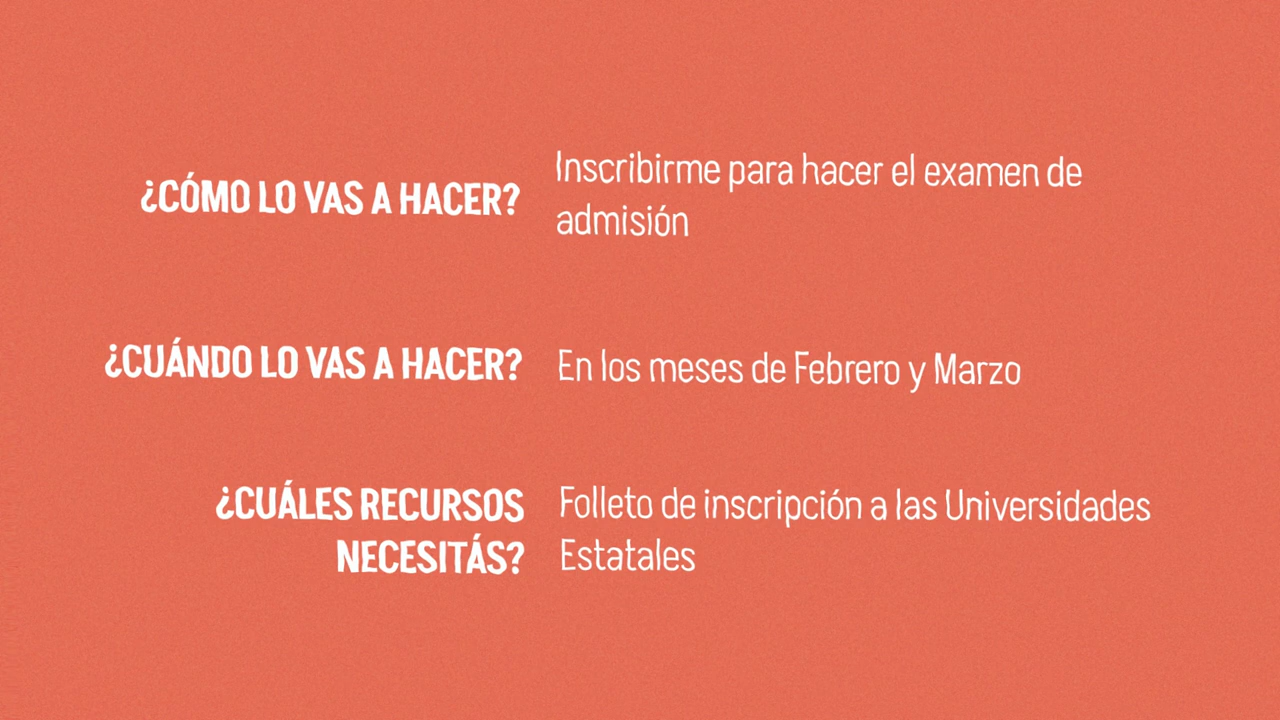 ¿CÓMO LO VAS A HACER?
Inscribirme para hacer el examen de
admisión
¿CUÁNDO LO VAS A HACER?
En los meses de Febrero y Marzo
¿CUÁLES RECURSOS
NECESITÁS?
Folleto de inscripción a las Universidades
Estatales